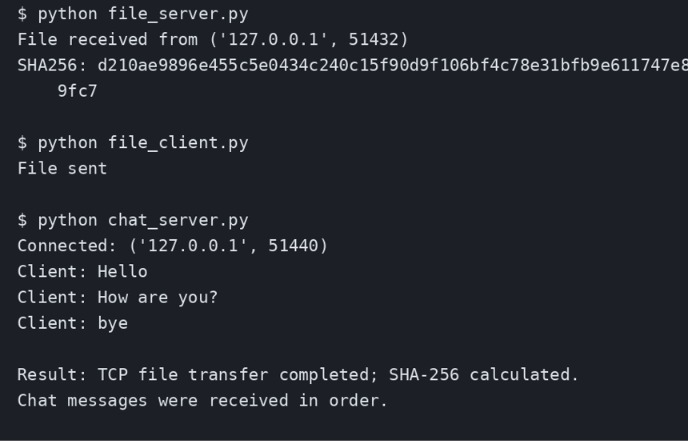 $ python file_server.py
File received from ('127.0.0.1', 51432)
SHA256: d210ae9896e455c5e0434c240c15f90d9f106bf4c78e31bfb9e611747e8
9fc7

$ python file_client.py
File sent

$ python chat_server.py
Connected: ('127.0.0.1', 51440)
Client: Hello
Client: How are you?
Client: bye

Result: TCP file transfer completed; SHA-256 calculated.
Chat messages were received in order.